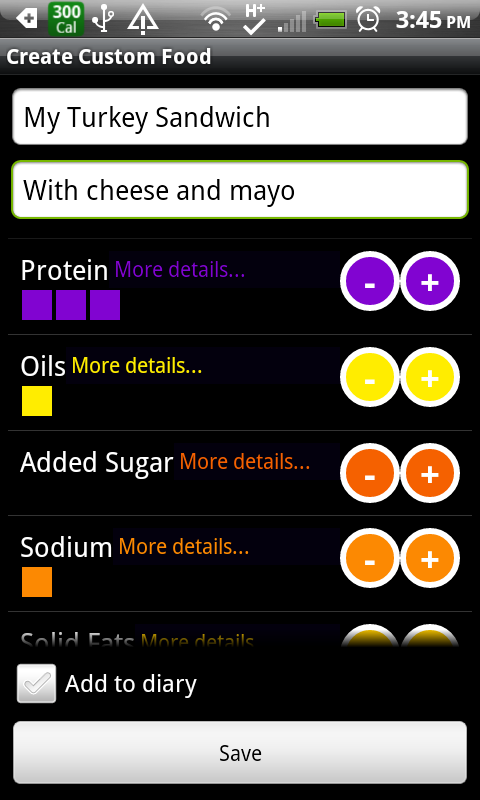 300
Cal
H+
3:45 PM
Create Custom Food
My Turkey Sandwich
With cheese and mayo
Protein More details...
- +
Oils More details...
- +
Added Sugar More details...
- +
Sodium More details...
- +
Solid Fats More details...
Add to diary
Save